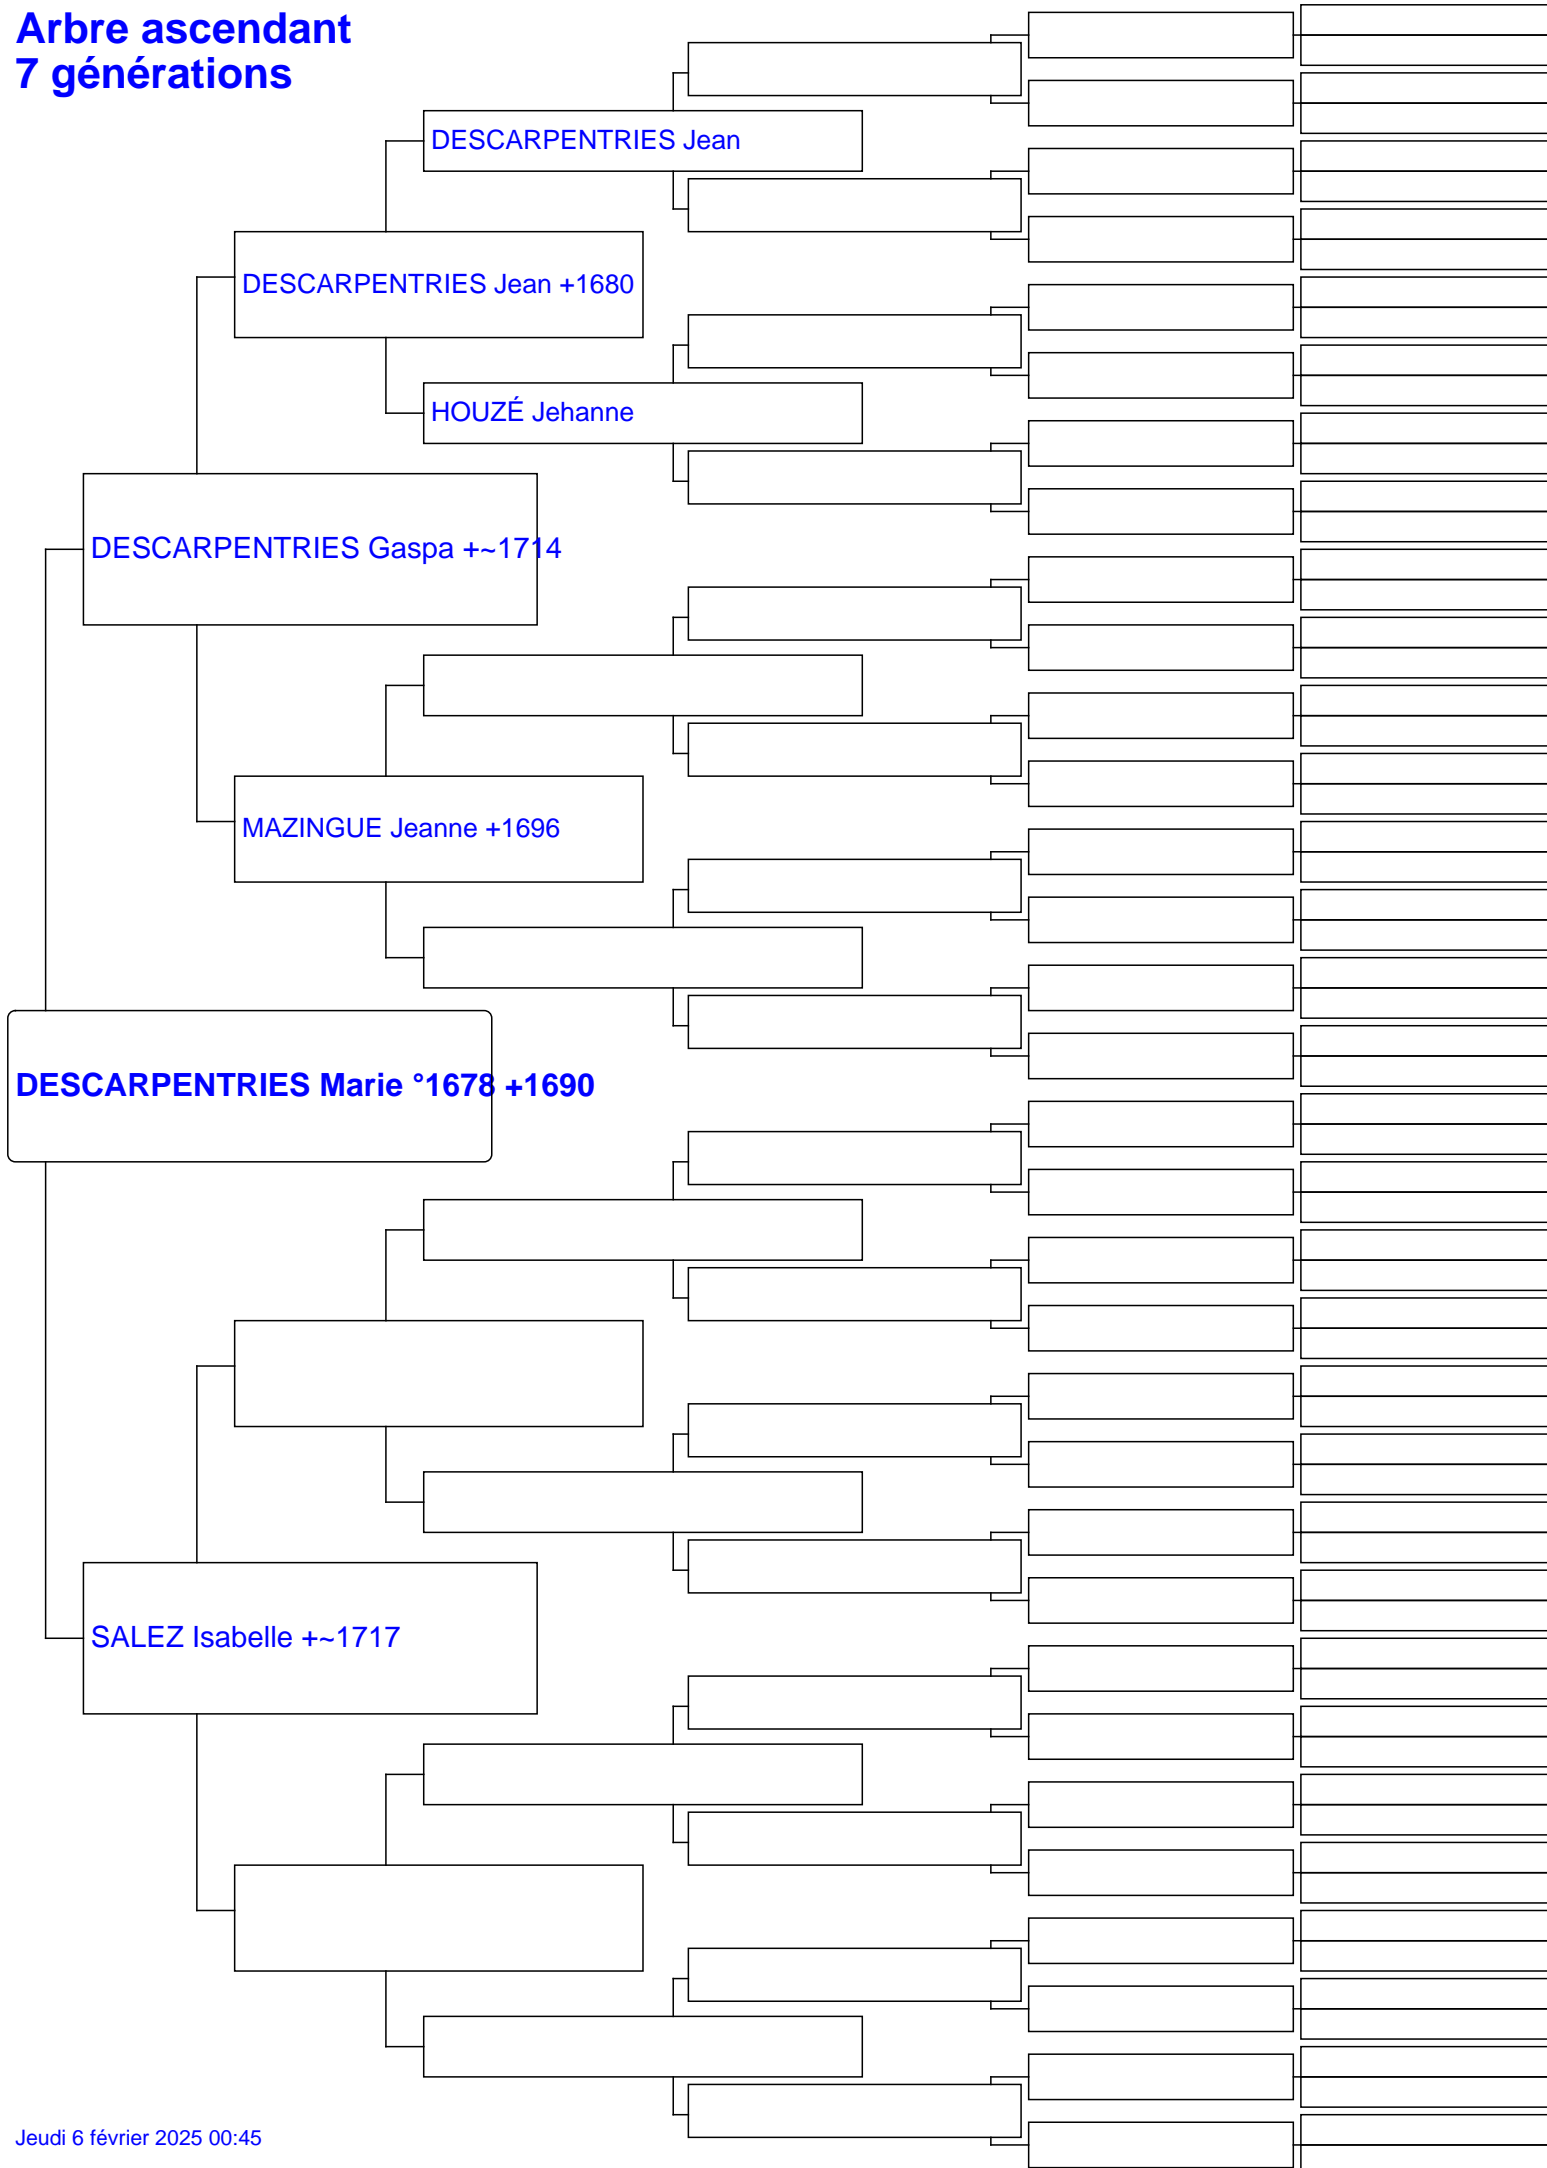 Arbre ascendant
7 générations
DESCARPENTRIES Jean
DESCARPENTRIES Jean +1680
HOUZÉ Jehanne
DESCARPENTRIES Gaspa +~1714
MAZINGUE Jeanne +1696
DESCARPENTRIES Marie °1678 +1690
SALEZ Isabelle +~1717
Jeudi 6 février 2025 00:45